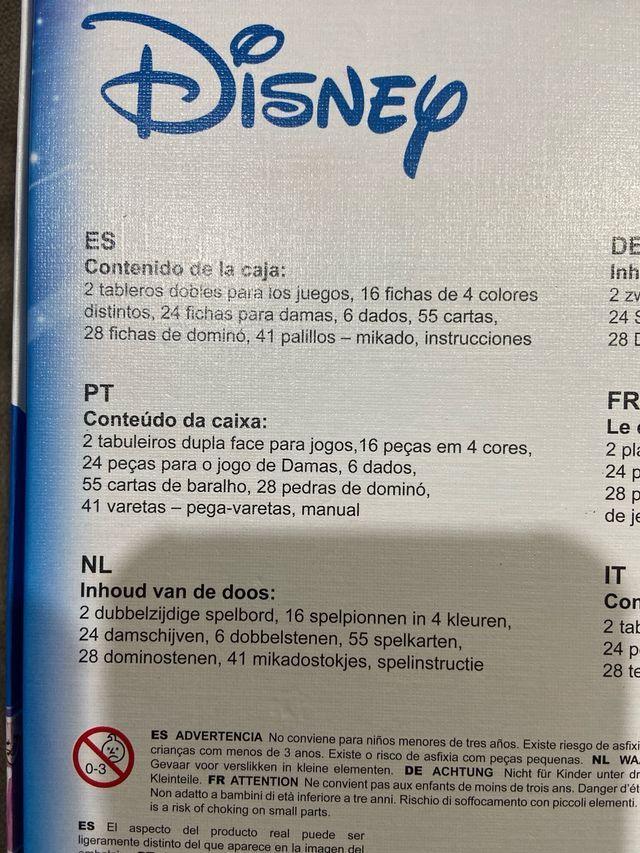 Disney
ES
Contenido de la caja:
2 tableros dobles para los juegos, 16 fichas de 4 colores
distintos, 24 fichas para damas, 6 dados, 55 cartas,
28 fichas de dominó, 41 palillos – mikado, instrucciones
PT
Conteúdo da caixa:
2 tabuleiros dupla face para jogos,16 peças em 4 cores,
24 peças para o jogo de Damas, 6 dados,
55 cartas de baralho, 28 pedras de dominó,
41 varetas – pega-varetas, manual
NL
Inhoud van de doos:
2 dubbelzijdige spelbord, 16 spelpionnen in 4 kleuren,
24 damschijven, 6 dobbelstenen, 55 spelkarten,
28 dominostenen, 41 mikadostokjes, spelinstructie
DE
2
24
28
FR
Le
2
24
28
de
IT
2
24
28
0-3
ES ADVERTENCIA No conviene para niños menores de tres años. Existe riesgo de
crianças com menos de 3 anos. Existe o risco de asfixia com peças pequenas. NL
Gevaar voor verslikken in kleine elementen. DE ACHTUNG Nicht für Kinder unter
Kleinteile. FR ATTENTION Ne convient pas aux enfants de moins de trois ans. Danger
Non adatto a bambini di età inferiore a tre anni. Rischio di soffocamento con piccoli elementi.
is a risk of choking on small parts.
ES El aspecto del producto real puede ser
ligeramente distinto del que aparece en la imagen del